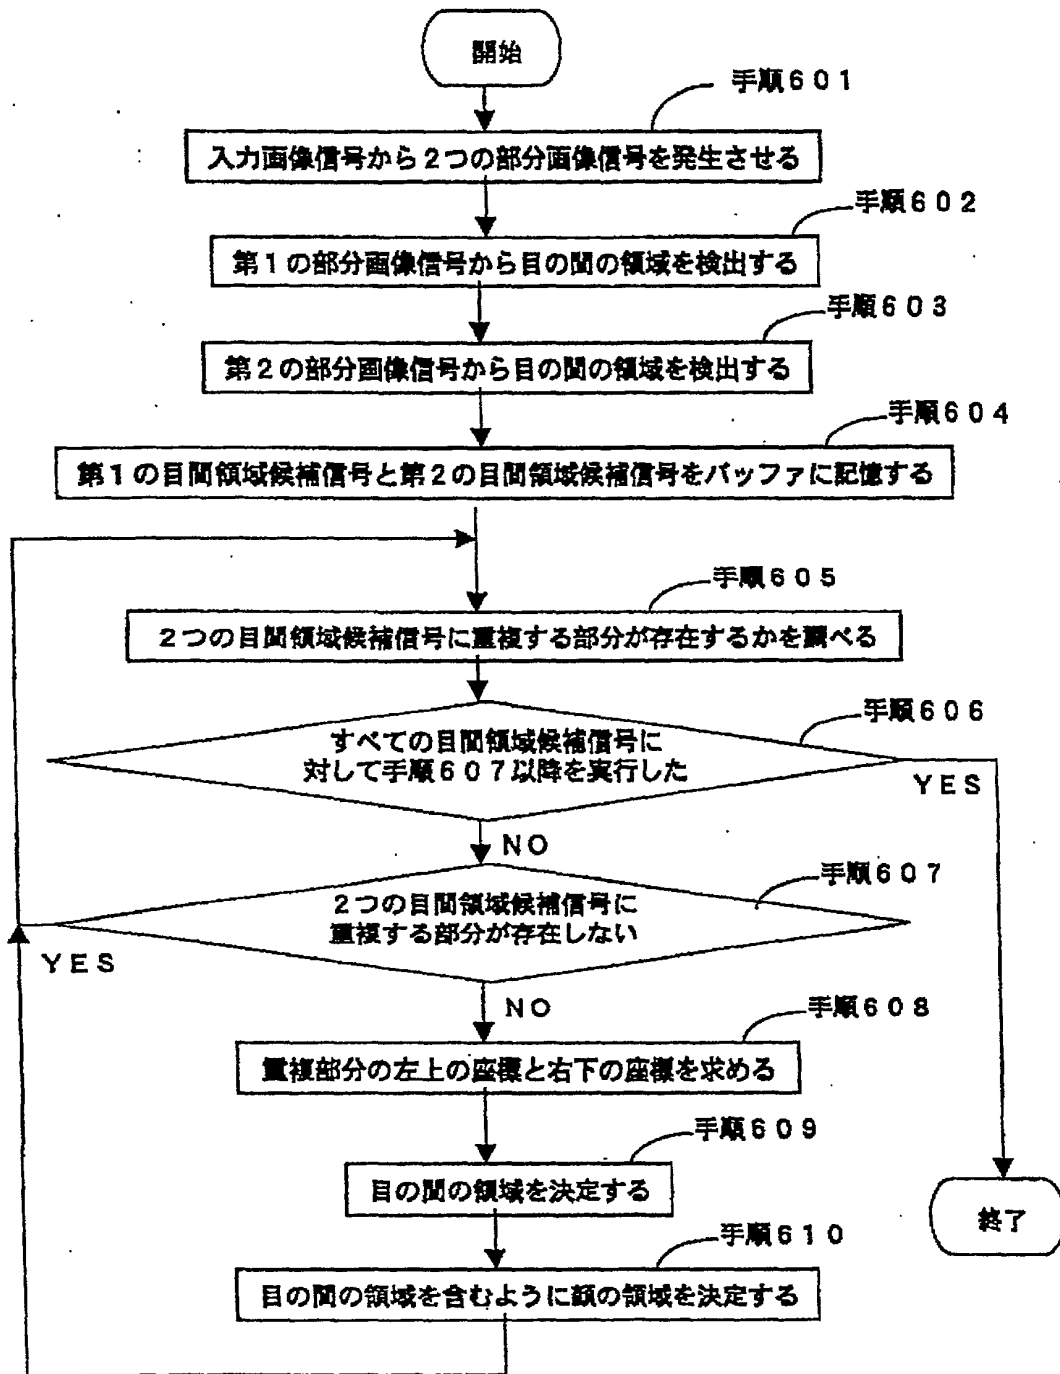 開始
手順６０１
入力画像信号から２つの部分画像信号を発生させる
手順６０２
第１の部分画像信号から目の間の領域を検出する
手順６０３
第２の部分画像信号から目の間の領域を検出する
手順６０４
第１の目間領域候補信号と第２の目間領域候補信号をバッファに記憶する
手順６０５
２つの目間領域候補信号に重複する部分が存在するかを調べる
手順６０６
すべての目間領域候補信号に
対して手順６０７以降を実行した
ＹＥＳ
ＮＯ
手順６０７
２つの目間領域候補信号に
重複する部分が存在しない
ＹＥＳ
ＮＯ
手順６０８
重複部分の左上の座標と右下の座標を求める
手順６０９
目の間の領域を決定する
終了
手順６１０
目の間の領域を含むように顔の領域を決定する